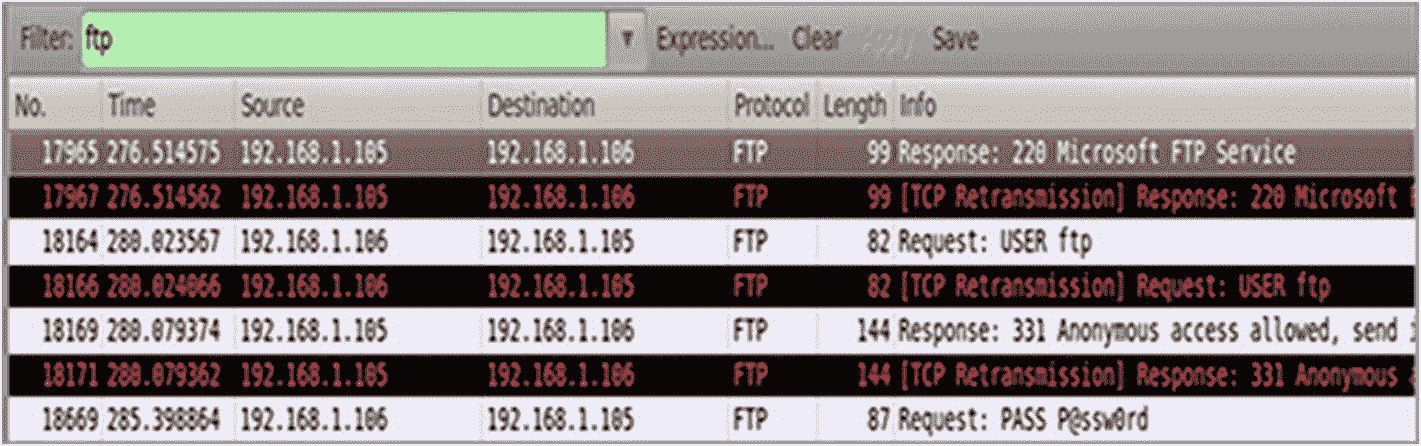 Filter: ftp Expression... Clear Apply Save
No. Time Source Destination Protocol Length Info
17965 276.514575 192.168.1.105 192.168.1.106 FTP 99 Response: 220 Microsoft FTP Service
17967 276.514562 192.168.1.105 192.168.1.106 FTP 99 [TCP Retransmission] Response: 220 Microsoft
18164 280.023567 192.168.1.106 192.168.1.105 FTP 82 Request: USER ftp
18166 280.024066 192.168.1.106 192.168.1.105 FTP 82 [TCP Retransmission] Request: USER ftp
18169 280.079374 192.168.1.105 192.168.1.106 FTP 144 Response: 331 Anonymous access allowed, send
18171 280.079362 192.168.1.105 192.168.1.106 FTP 144 [TCP Retransmission] Response: 331 Anonymous
18669 285.398864 192.168.1.106 192.168.1.105 FTP 87 Request: PASS P@ssw0rd